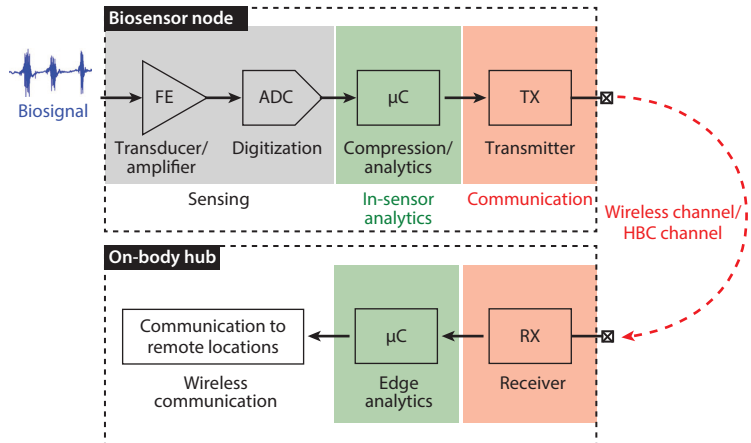 Biosensor node
Biosignal
FE
ADC
μC
TX
Transducer/
amplifier
Digitization
Compression/
analytics
Transmitter
Sensing
In-sensor
analytics
Communication
Wireless channel/
HBC channel
On-body hub
Communication to
remote locations
μC
RX
Wireless
communication
Edge
analytics
Receiver